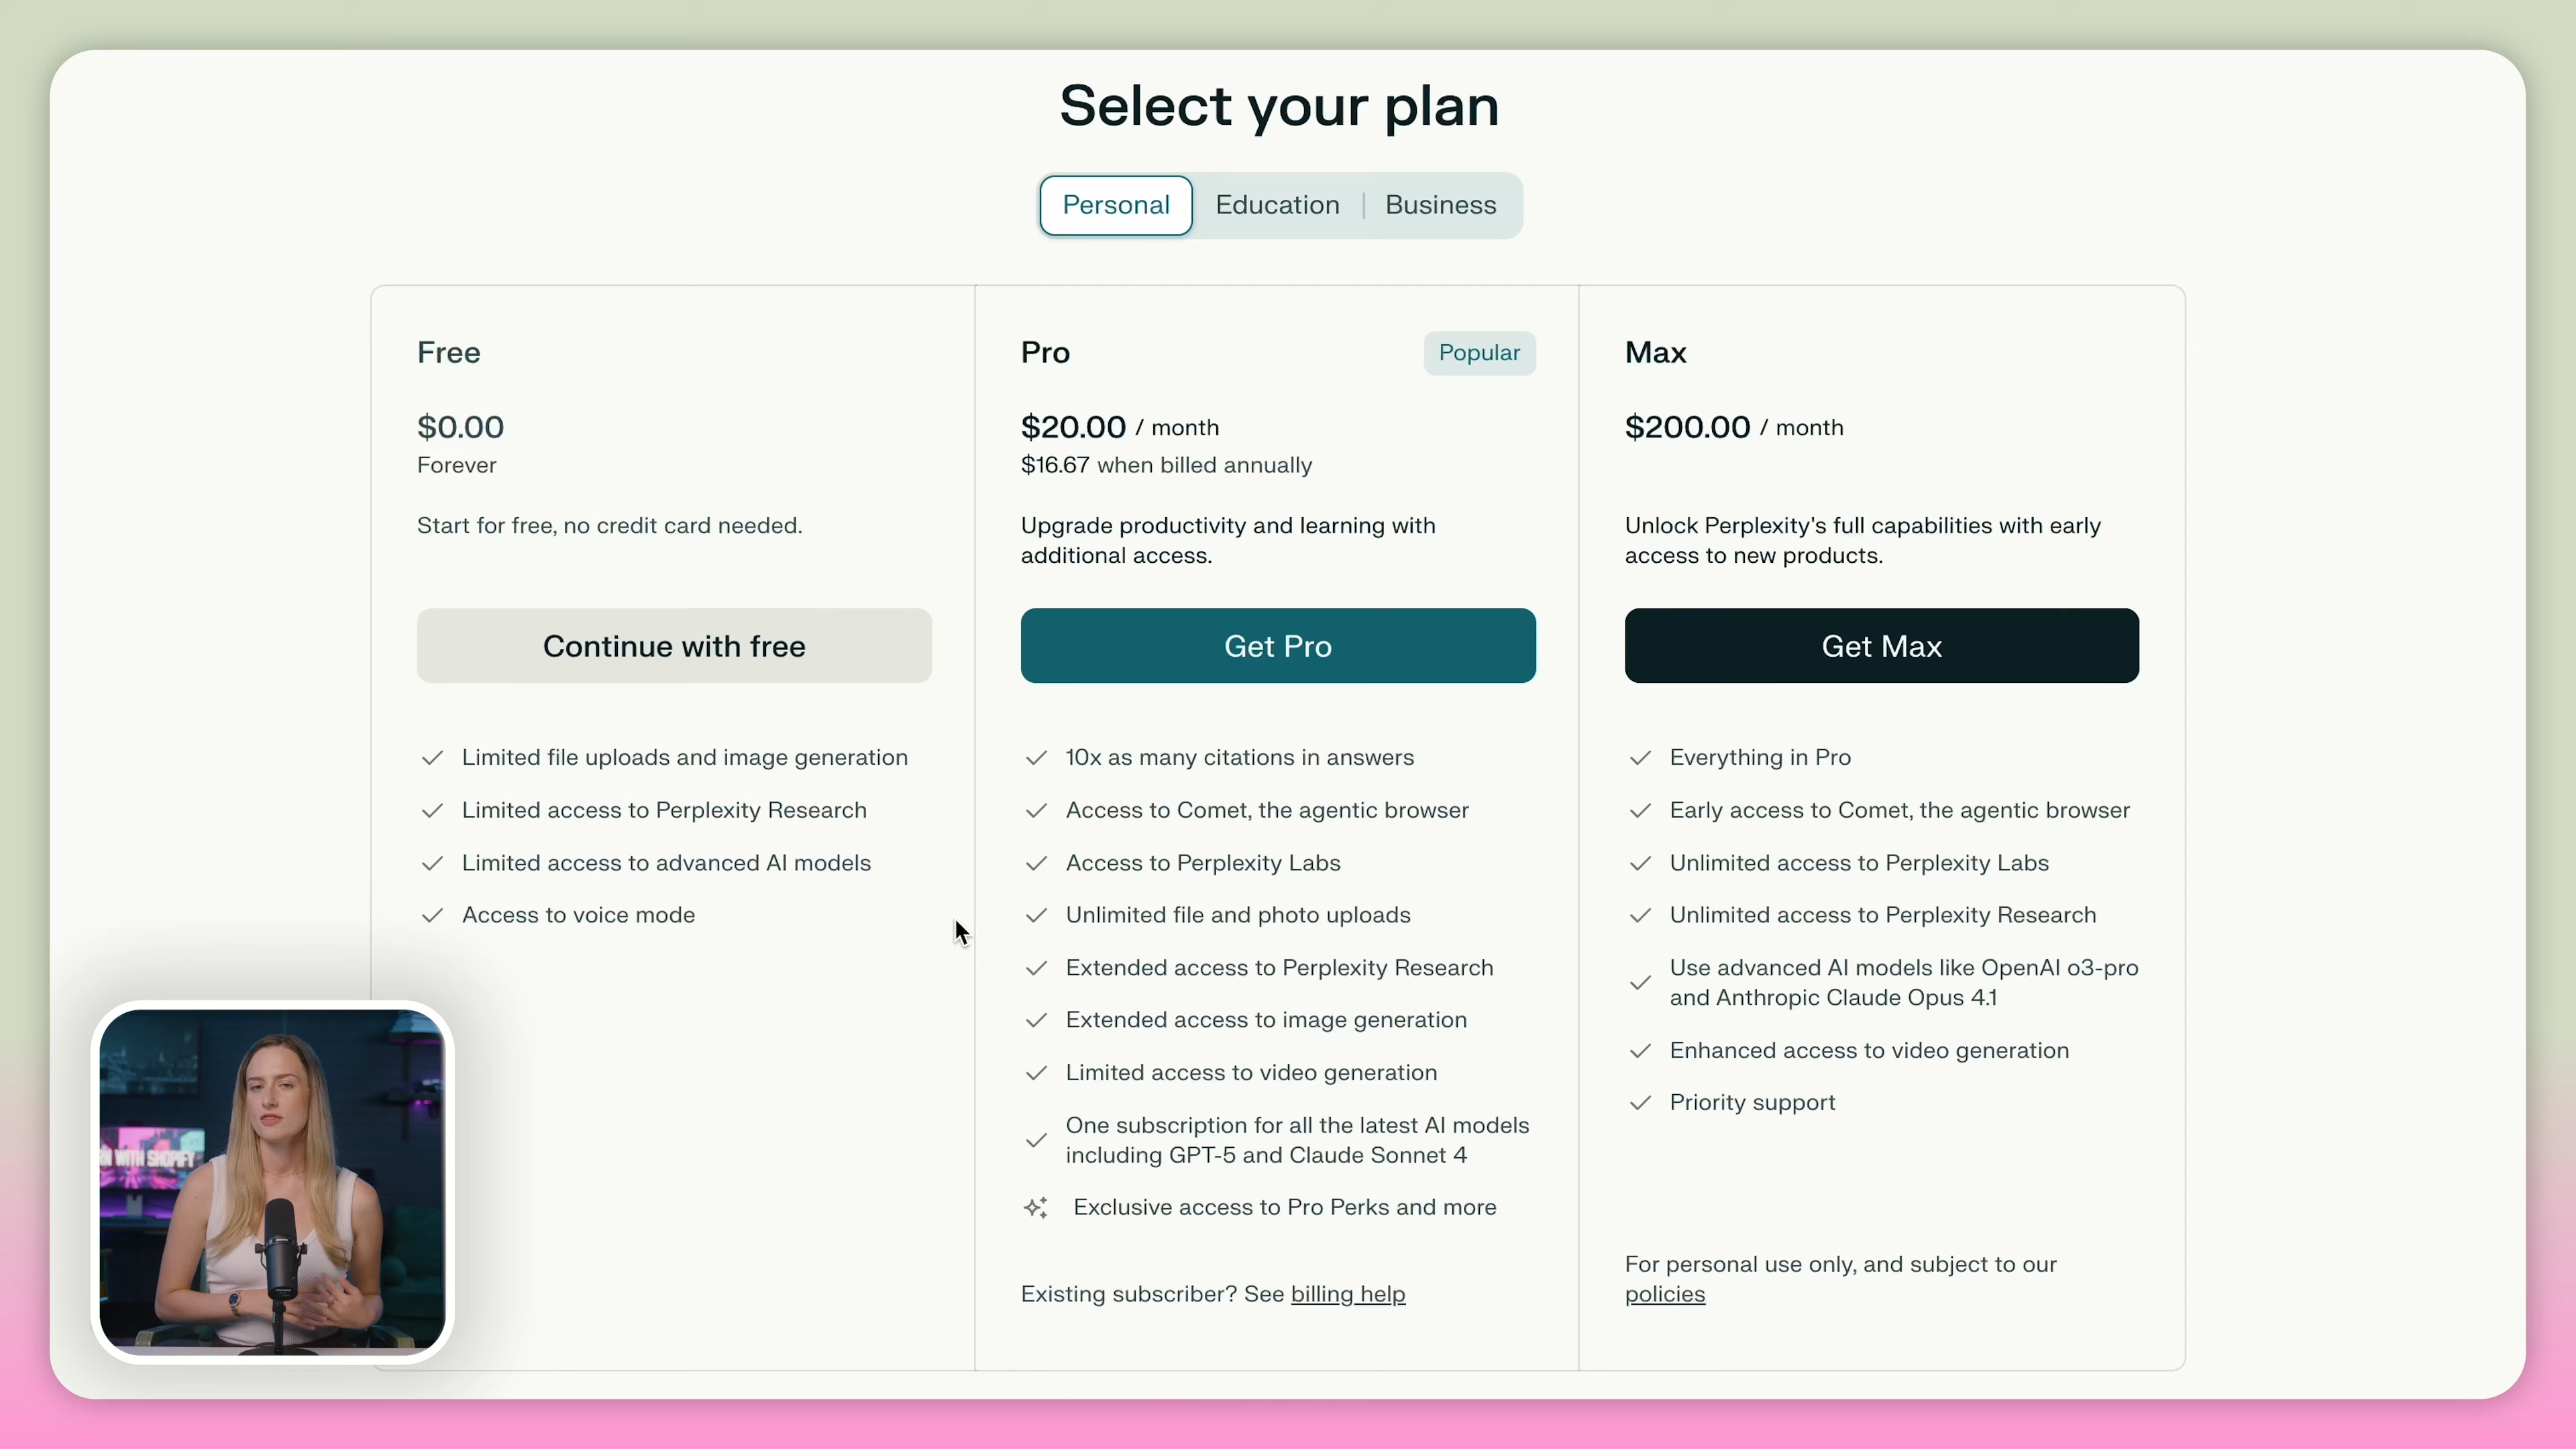 Select your plan
Personal
Education
Business
Free
$0.00
Forever
Start for free, no credit card needed.
Continue with free
Limited file uploads and image generation
Limited access to Perplexity Research
Limited access to advanced AI models
Access to voice mode
Pro
Popular
$20.00 / month
$16.67 when billed annually
Upgrade productivity and learning with
additional access.
Get Pro
10x as many citations in answers
Access to Comet, the agentic browser
Access to Perplexity Labs
Unlimited file and photo uploads
Extended access to Perplexity Research
Extended access to image generation
Limited access to video generation
One subscription for all the latest AI models
including GPT-5 and Claude Sonnet 4
Exclusive access to Pro Perks and more
Existing subscriber? See billing help
Max
$200.00 / month
Unlock Perplexity's full capabilities with early
access to new products.
Get Max
Everything in Pro
Early access to Comet, the agentic browser
Unlimited access to Perplexity Labs
Unlimited access to Perplexity Research
Use advanced AI models like OpenAI o3-pro
and Anthropic Claude Opus 4.1
Enhanced access to video generation
Priority support
For personal use only, and subject to our
policies
WITH SHOPIFY